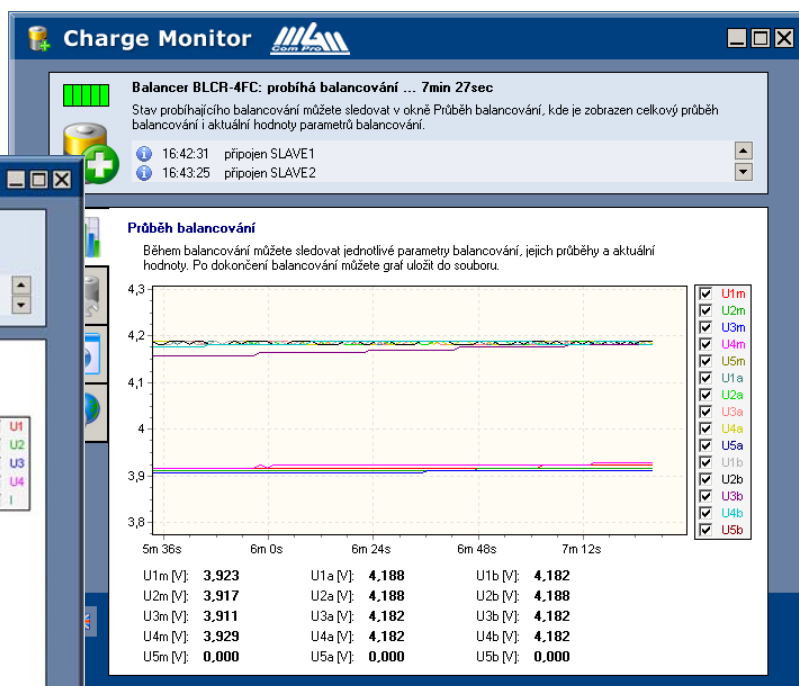 Charge Monitor
Com Pro
Balancer BLCR-4FC: probíhá balancování ... 7min 27sec
Stav probíhajícího balancování můžete sledovat v okně Průběh balancování, kde je zobrazen celkový průběh
balancování i aktuální hodnoty parametrů balancování.
16:42:31 připojen SLAVE1
16:43:25 připojen SLAVE2
Průběh balancování
Během balancování můžete sledovat jednotlivé parametry balancování, jejich průběhy a aktuální
hodnoty. Po dokončení balancování můžete graf uložit do souboru.
4,3
4,2
4,1
4
3,9
3,8
5m 36s 6m 0s 6m 24s 6m 48s 7m 12s
U1m
U2m
U3m
U4m
U5m
U1a
U2a
U3a
U4a
U5a
U1b
U2b
U3b
U4b
U5b
U1
U2
U3
U4
I
U1m [V]: 3,923 U1a [V]: 4,188 U1b [V]: 4,182
U2m [V]: 3,917 U2a [V]: 4,188 U2b [V]: 4,188
U3m [V]: 3,911 U3a [V]: 4,182 U3b [V]: 4,182
U4m [V]: 3,929 U4a [V]: 4,182 U4b [V]: 4,182
U5m [V]: 0,000 U5a [V]: 0,000 U5b [V]: 0,000